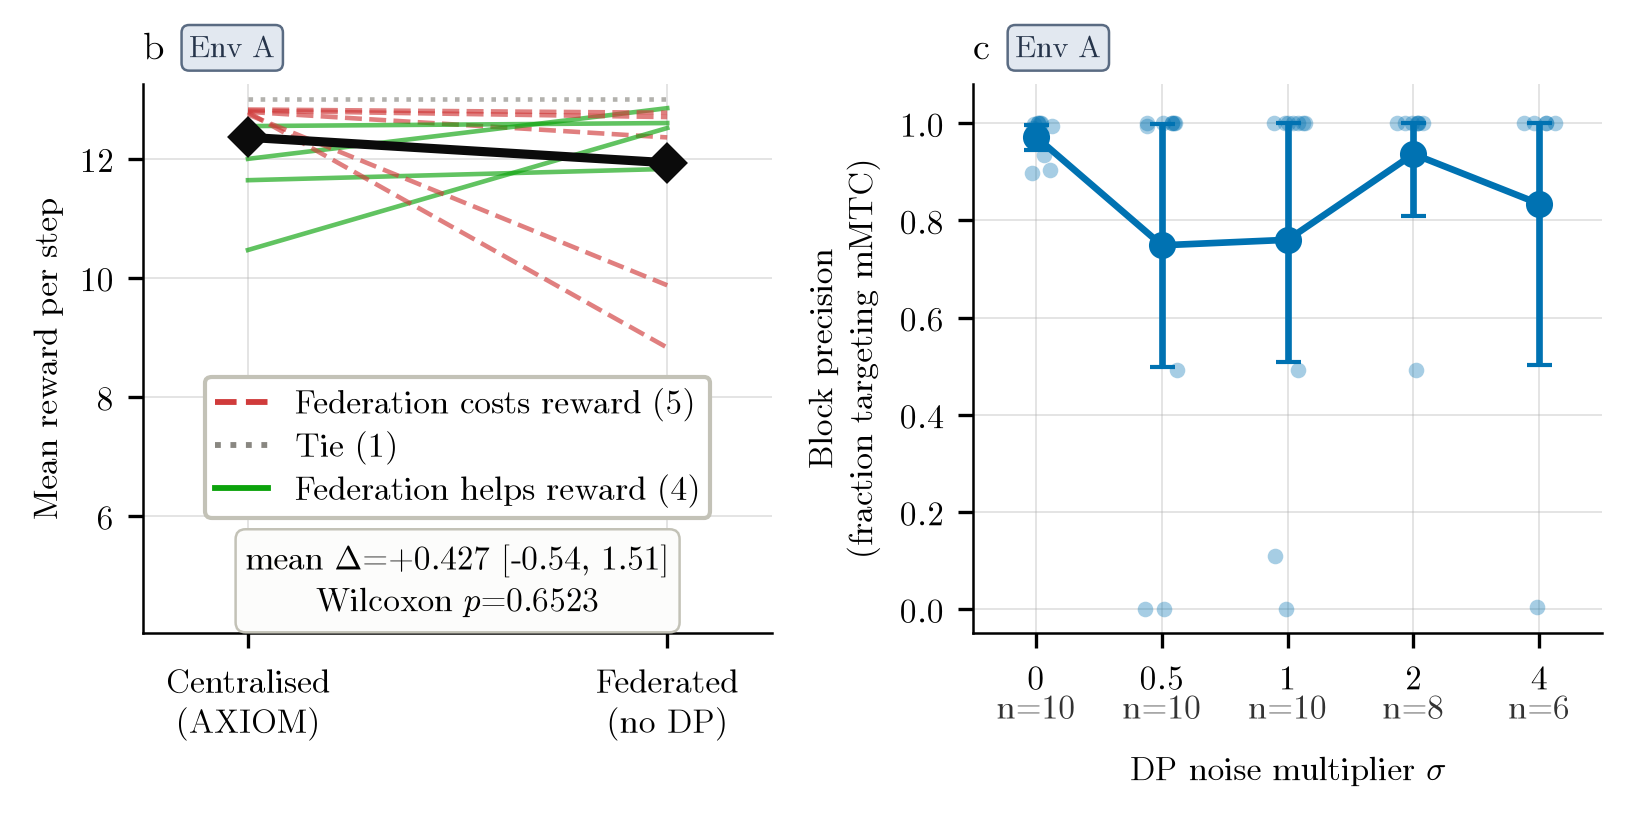 b
Env A
Mean reward per step
12
10
8
6
Federation costs reward (5)
Tie (1)
Federation helps reward (4)
mean Δ=+0.427 [-0.54, 1.51]
Wilcoxon p=0.6523
Centralised
(AXIOM)
Federated
(no DP)
c
Env A
Block precision
(fraction targeting mMTC)
1.0
0.8
0.6
0.4
0.2
0.0
0
0.5
1
2
4
n=10
n=10
n=10
n=8
n=6
DP noise multiplier σ